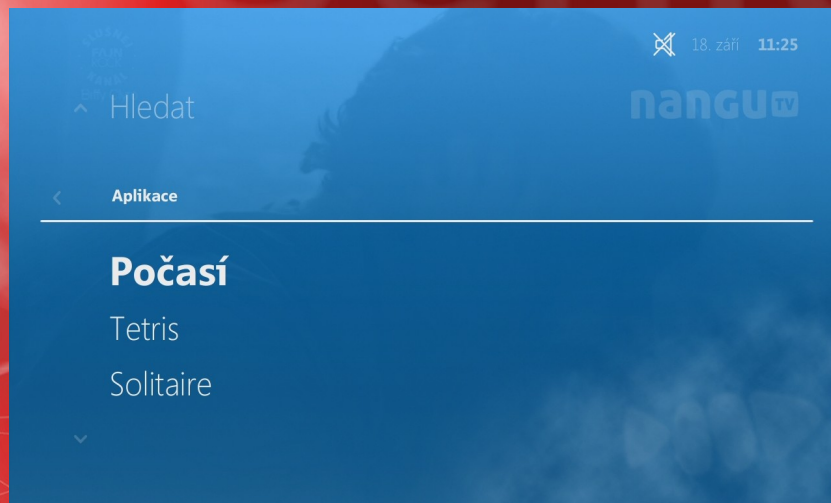 18. září 11:25
Hledat
nangu TV
Aplikace
Počasí
Tetris
Solitaire